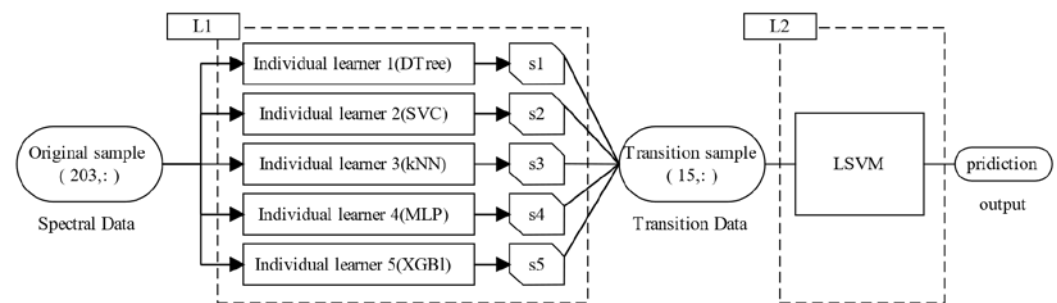 L1
L2
Individual learner 1(DTree)
s1
Individual learner 2(SVC)
s2
Original sample
( 203,: )
Individual learner 3(kNN)
s3
Transition sample
( 15,: )
LSVM
pridiction
Spectral Data
Individual learner 4(MLP)
s4
Transition Data
output
Individual learner 5(XGBl)
s5